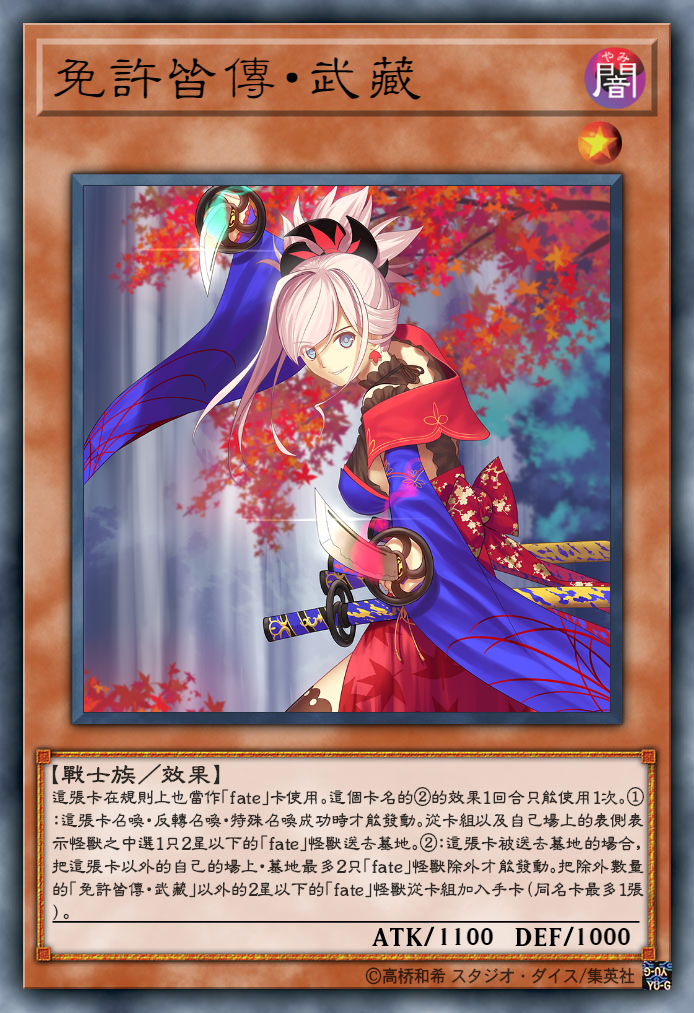 免許皆傳・武藏
やみ
闇
【戰士族／效果】
這張卡在規則上也當作「fate」卡使用。這個卡名的②的效果1回合只能使用1次。①
：這張卡召喚・反轉召喚・特殊召喚成功時才能發動。從卡組以及自己場上的表側表
示怪獸之中選1只2星以下的「fate」怪獸送去墓地。②：這張卡被送去墓地的場合，
把這張卡以外的自己的場上・墓地最多2只「fate」怪獸除外才能發動。把除外數量
的「免許皆傳・武藏」以外的2星以下的「fate」怪獸從卡組加入手卡(同名卡最多1張
)。
ATK/1100 DEF/1000
©高桥和希 スタジオ・ダイス/集英社
YU-G
YU-G